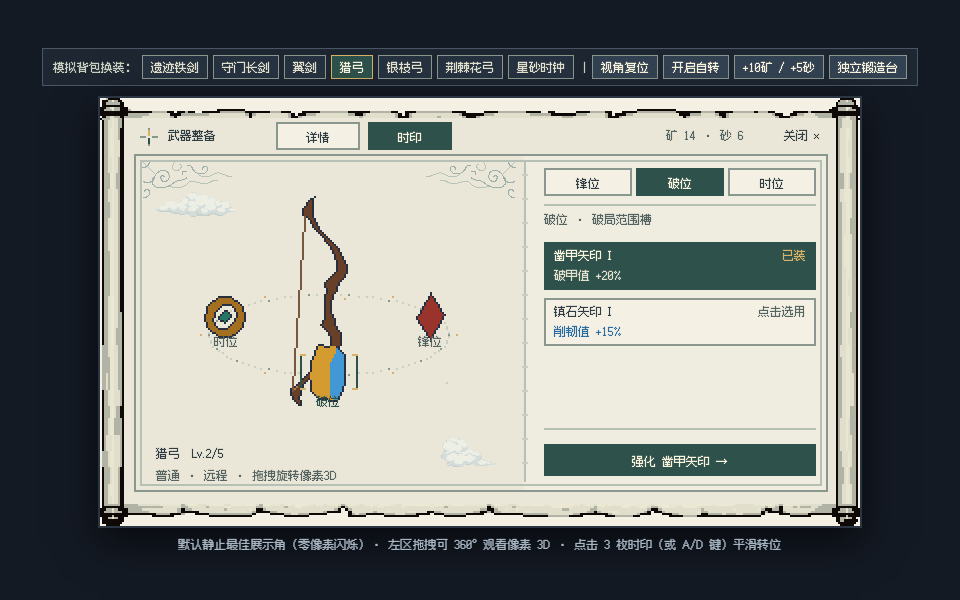 模拟背包换装： 遗迹铁剑 守门长剑 翼剑 猎弓 银枝弓 荆棘花弓 星砂时钟 | 视角复位 开启自转 +10矿 / +5砂 独立锻造台
武器整备 详情 时印 矿 14 · 砂 6 关闭 ×
锋位 破位 时位
破位 · 破局范围槽
凿甲矢印 I 已装
破甲值 +20%
镇石矢印 I 点击选用
削韧值 +15%
时位 锋位
破位
猎弓 Lv.2/5
普通 · 远程 · 拖拽旋转像素3D
强化 凿甲矢印 →
默认静止最佳展示角（零像素闪烁） · 左区拖拽可 360° 观看像素 3D · 点击 3 枚时印（或 A/D 键）平滑转位